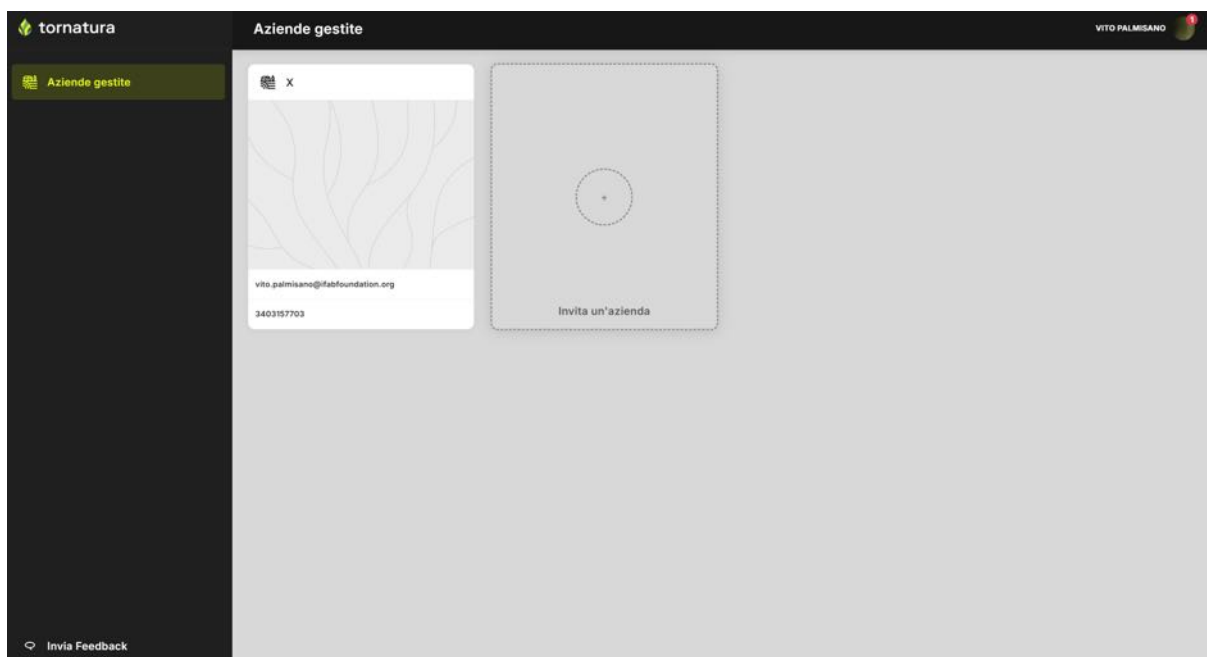 tornatura
Aziende gestite
VITO PALMISANO
1
Aziende gestite
X
vito.palmisano@ifabfoundation.org
3403157703
+
Invita un'azienda
Invia Feedback